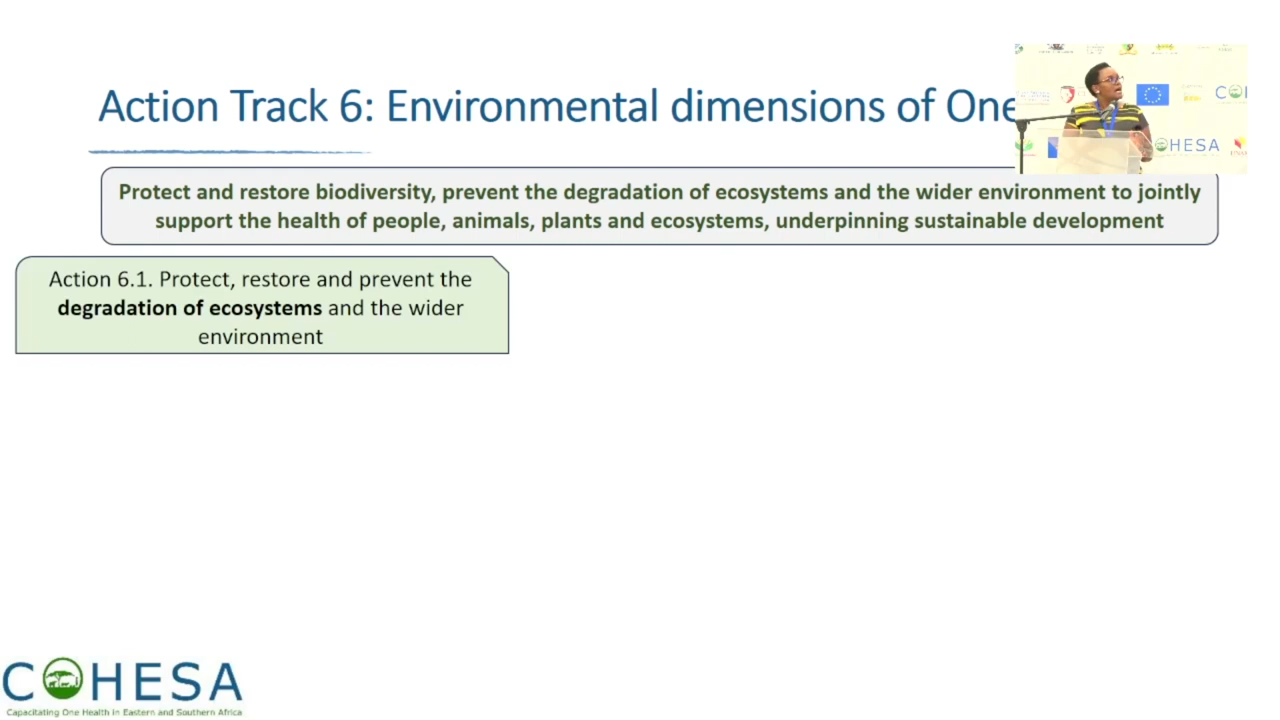 Action Track 6: Environmental dimensions of One
Protect and restore biodiversity, prevent the degradation of ecosystems and the wider environment to jointly
support the health of people, animals, plants and ecosystems, underpinning sustainable development
Action 6.1. Protect, restore and prevent the
degradation of ecosystems and the wider
environment
HESA
COHESA
Capacitating One Health in Eastern and Southern Africa